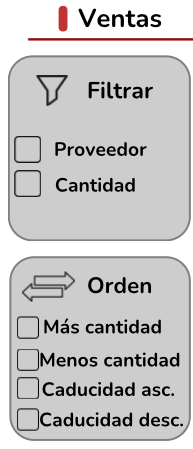 Ventas
Filtrar
Proveedor
Cantidad
Orden
Más cantidad
Menos cantidad
Caducidad asc.
Caducidad desc.